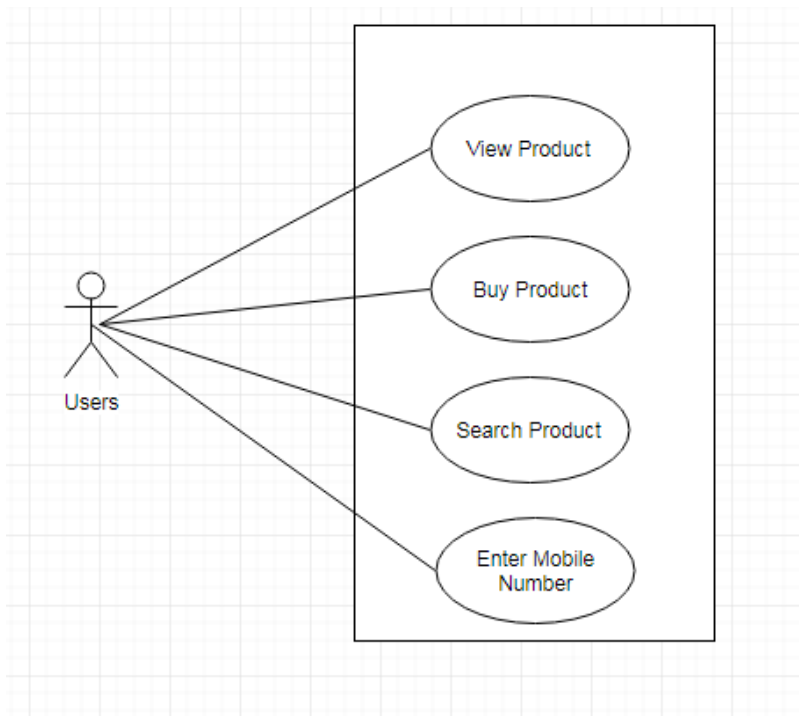 View Product
Buy Product
Users
Search Product
Enter Mobile
Number